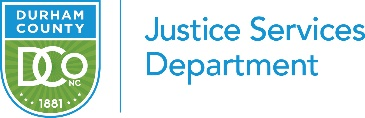 DURHAM
COUNTY
DCo
NC
1881
Justice Services
Department